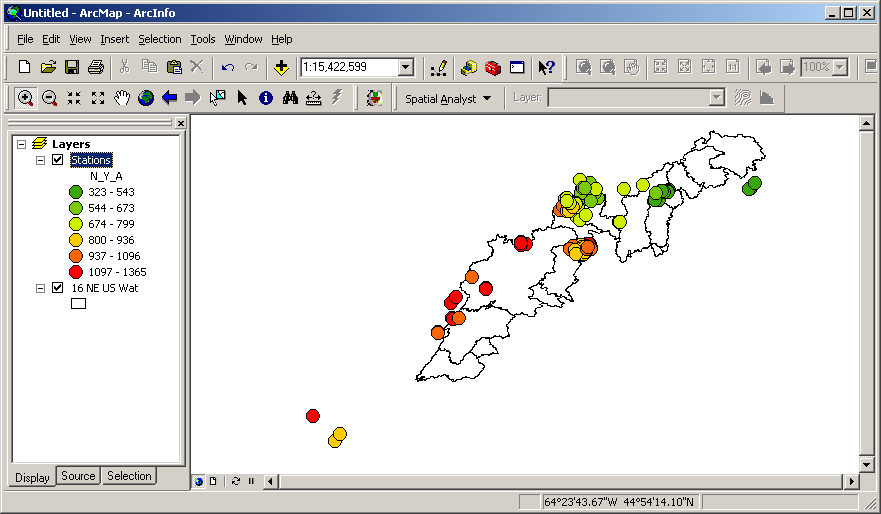 Untitled - ArcMap - ArcInfo
File Edit View Insert Selection Tools Window Help
1:15,422,599
1:1
100%
Spatial Analyst
Layer:
Layers
Stations
N_Y_A
323 - 543
544 - 673
674 - 799
800 - 936
937 - 1096
1097 - 1365
16 NE US Wat
Display Source Selection
64°23'43.67"W 44°54'14.10"N